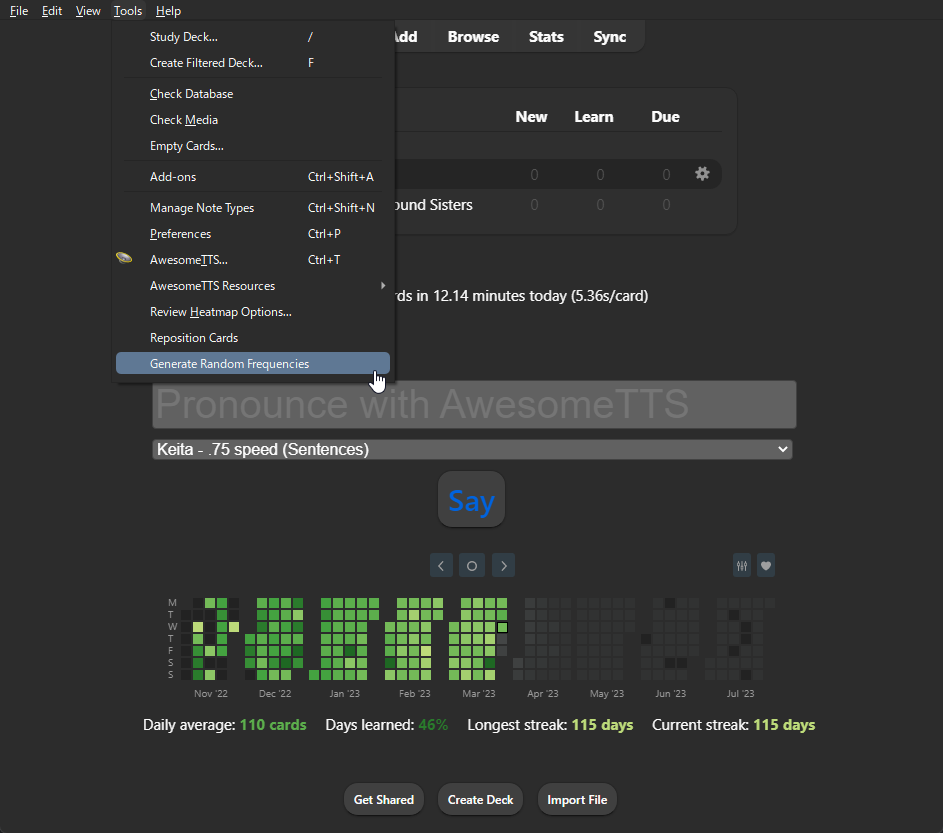 File Edit View Tools Help
Study Deck... /
Create Filtered Deck... F
Check Database
Check Media
Empty Cards...
Add-ons Ctrl+Shift+A
Manage Note Types Ctrl+Shift+N
Preferences Ctrl+P
AwesomeTTS... Ctrl+T
AwesomeTTS Resources
Review Heatmap Options...
Reposition Cards
Generate Random Frequencies
Add Browse Stats Sync
New Learn Due
0 0 0
ound Sisters 0 0 0
rds in 12.14 minutes today (5.36s/card)
Pronounce with AwesomeTTS
Keita - .75 speed (Sentences)
Say
M
T
W
T
F
S
S
Nov '22 Dec '22 Jan '23 Feb '23 Mar '23 Apr '23 May '23 Jun '23 Jul '23
Daily average: 110 cards Days learned: 46% Longest streak: 115 days Current streak: 115 days
Get Shared Create Deck Import File